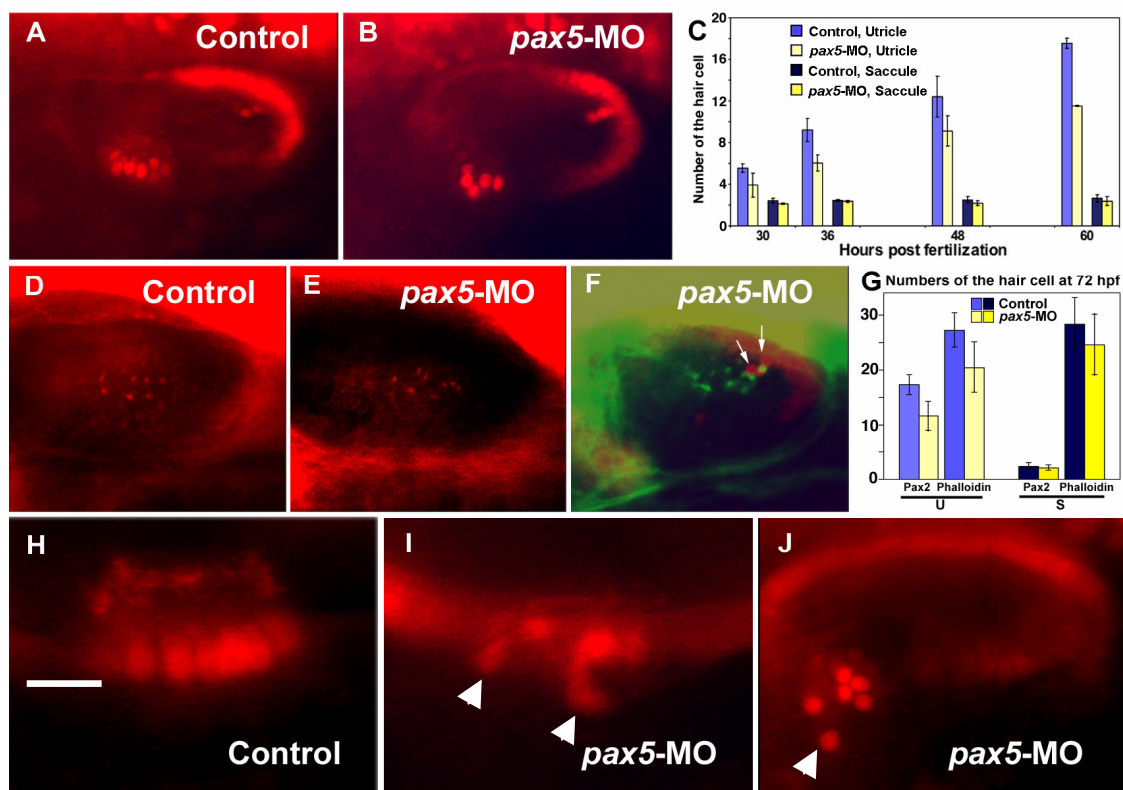 A
Control
B
pax5-MO
C
Control, Utricle
pax5-MO, Utricle
Control, Saccule
pax5-MO, Saccule
Number of the hair cell
20
16
12
8
4
0
30
36
48
60
Hours post fertilization
D
Control
E
pax5-MO
F
pax5-MO
G
Numbers of the hair cell at 72 hpf
Control
pax5-MO
30
20
10
0
Pax2 Phalloidin
Pax2 Phalloidin
U
S
H
Control
I
pax5-MO
J
pax5-MO